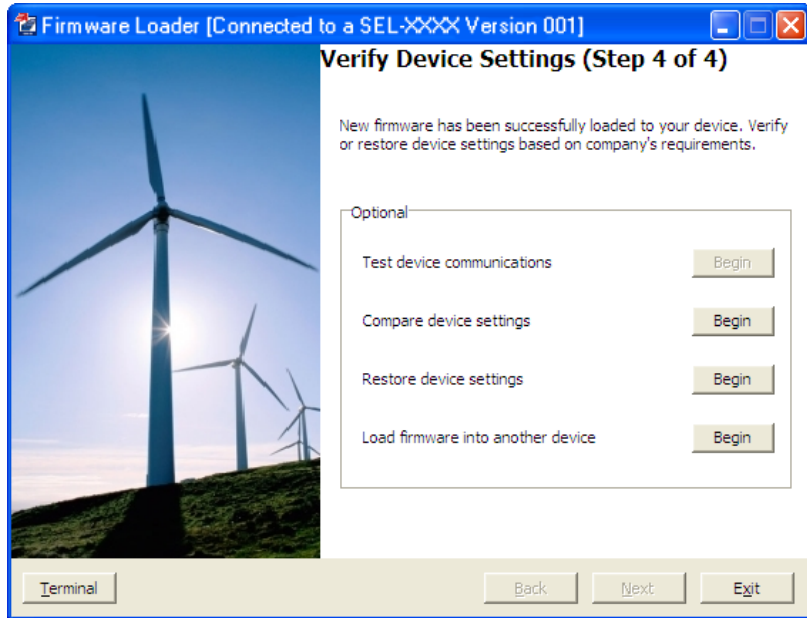 Firmware Loader [Connected to a SEL-XXXX Version 001]
Verify Device Settings (Step 4 of 4)
New firmware has been successfully loaded to your device. Verify
or restore device settings based on company's requirements.
Optional
Test device communications Begin
Compare device settings Begin
Restore device settings Begin
Load firmware into another device Begin
Terminal Back Next Exit